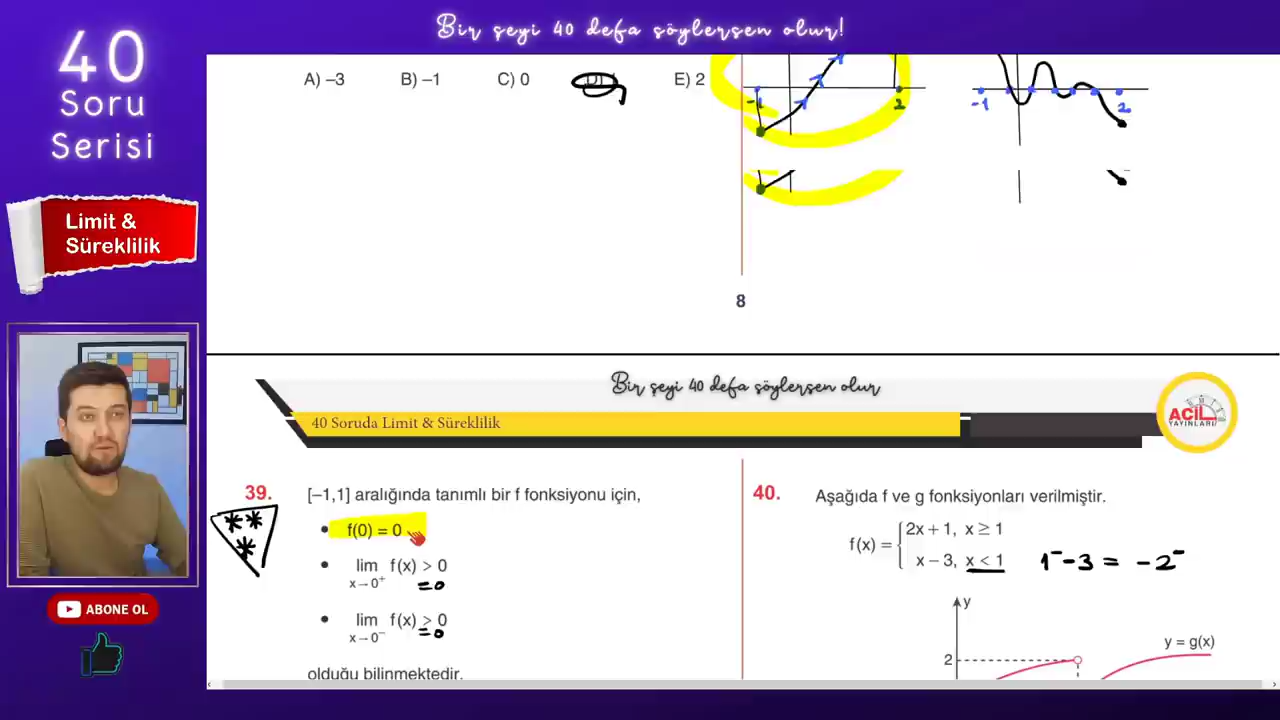 Bir şeyi 40 defa söylersen olur!
40
Soru
Serisi
Limit &
Süreklilik
ABONE OL
A) –3 B) –1 C) 0 E) 2
-1
2
-1
2
8
Bir şeyi 40 defa söylersen olur
40 Soruda Limit & Süreklilik
ACİL
YAYINLARI
39. [–1,1] aralığında tanımlı bir f fonksiyonu için,
• f(0) = 0
• lim f(x) > 0
x→0⁺ =0
• lim f(x) > 0
x→0⁻ =0
olduğu bilinmektedir.
40. Aşağıda f ve g fonksiyonları verilmiştir.
f(x) = { 2x + 1, x ≥ 1
x – 3, x < 1 1⁻-3 = -2⁻
y
y = g(x)
2